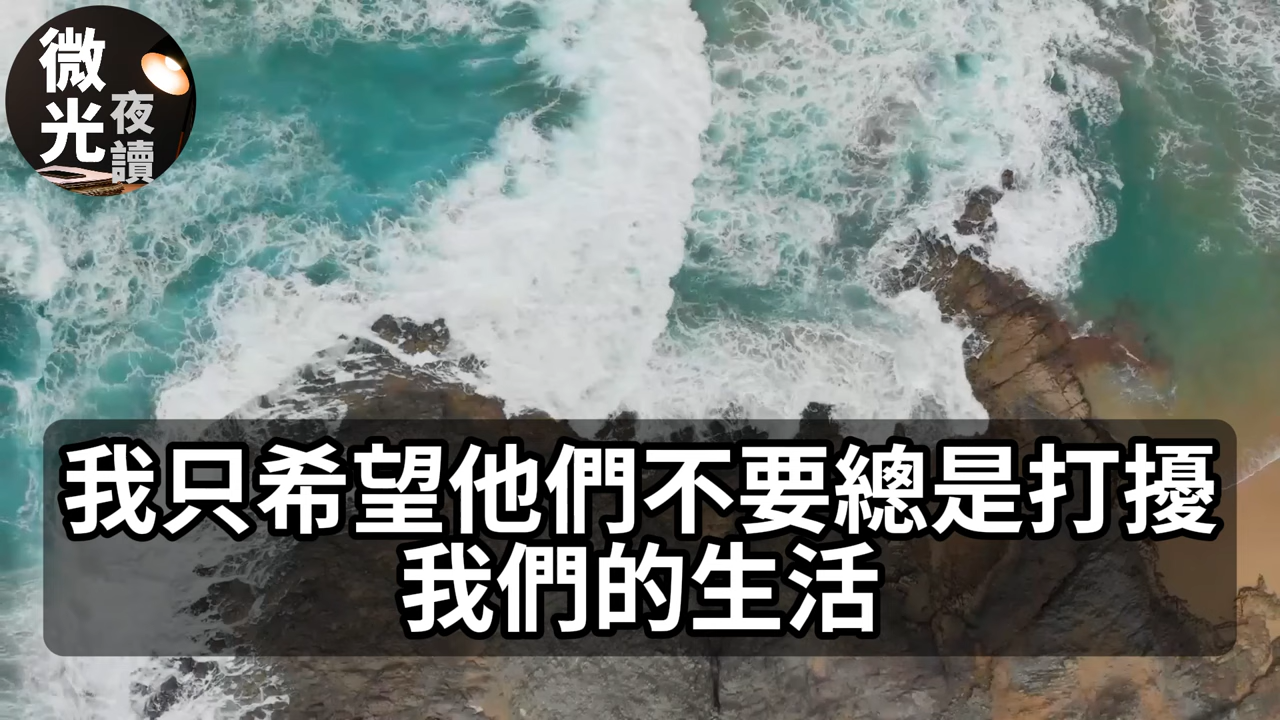 微光
夜讀
我只希望他們不要總是打擾
我們的生活